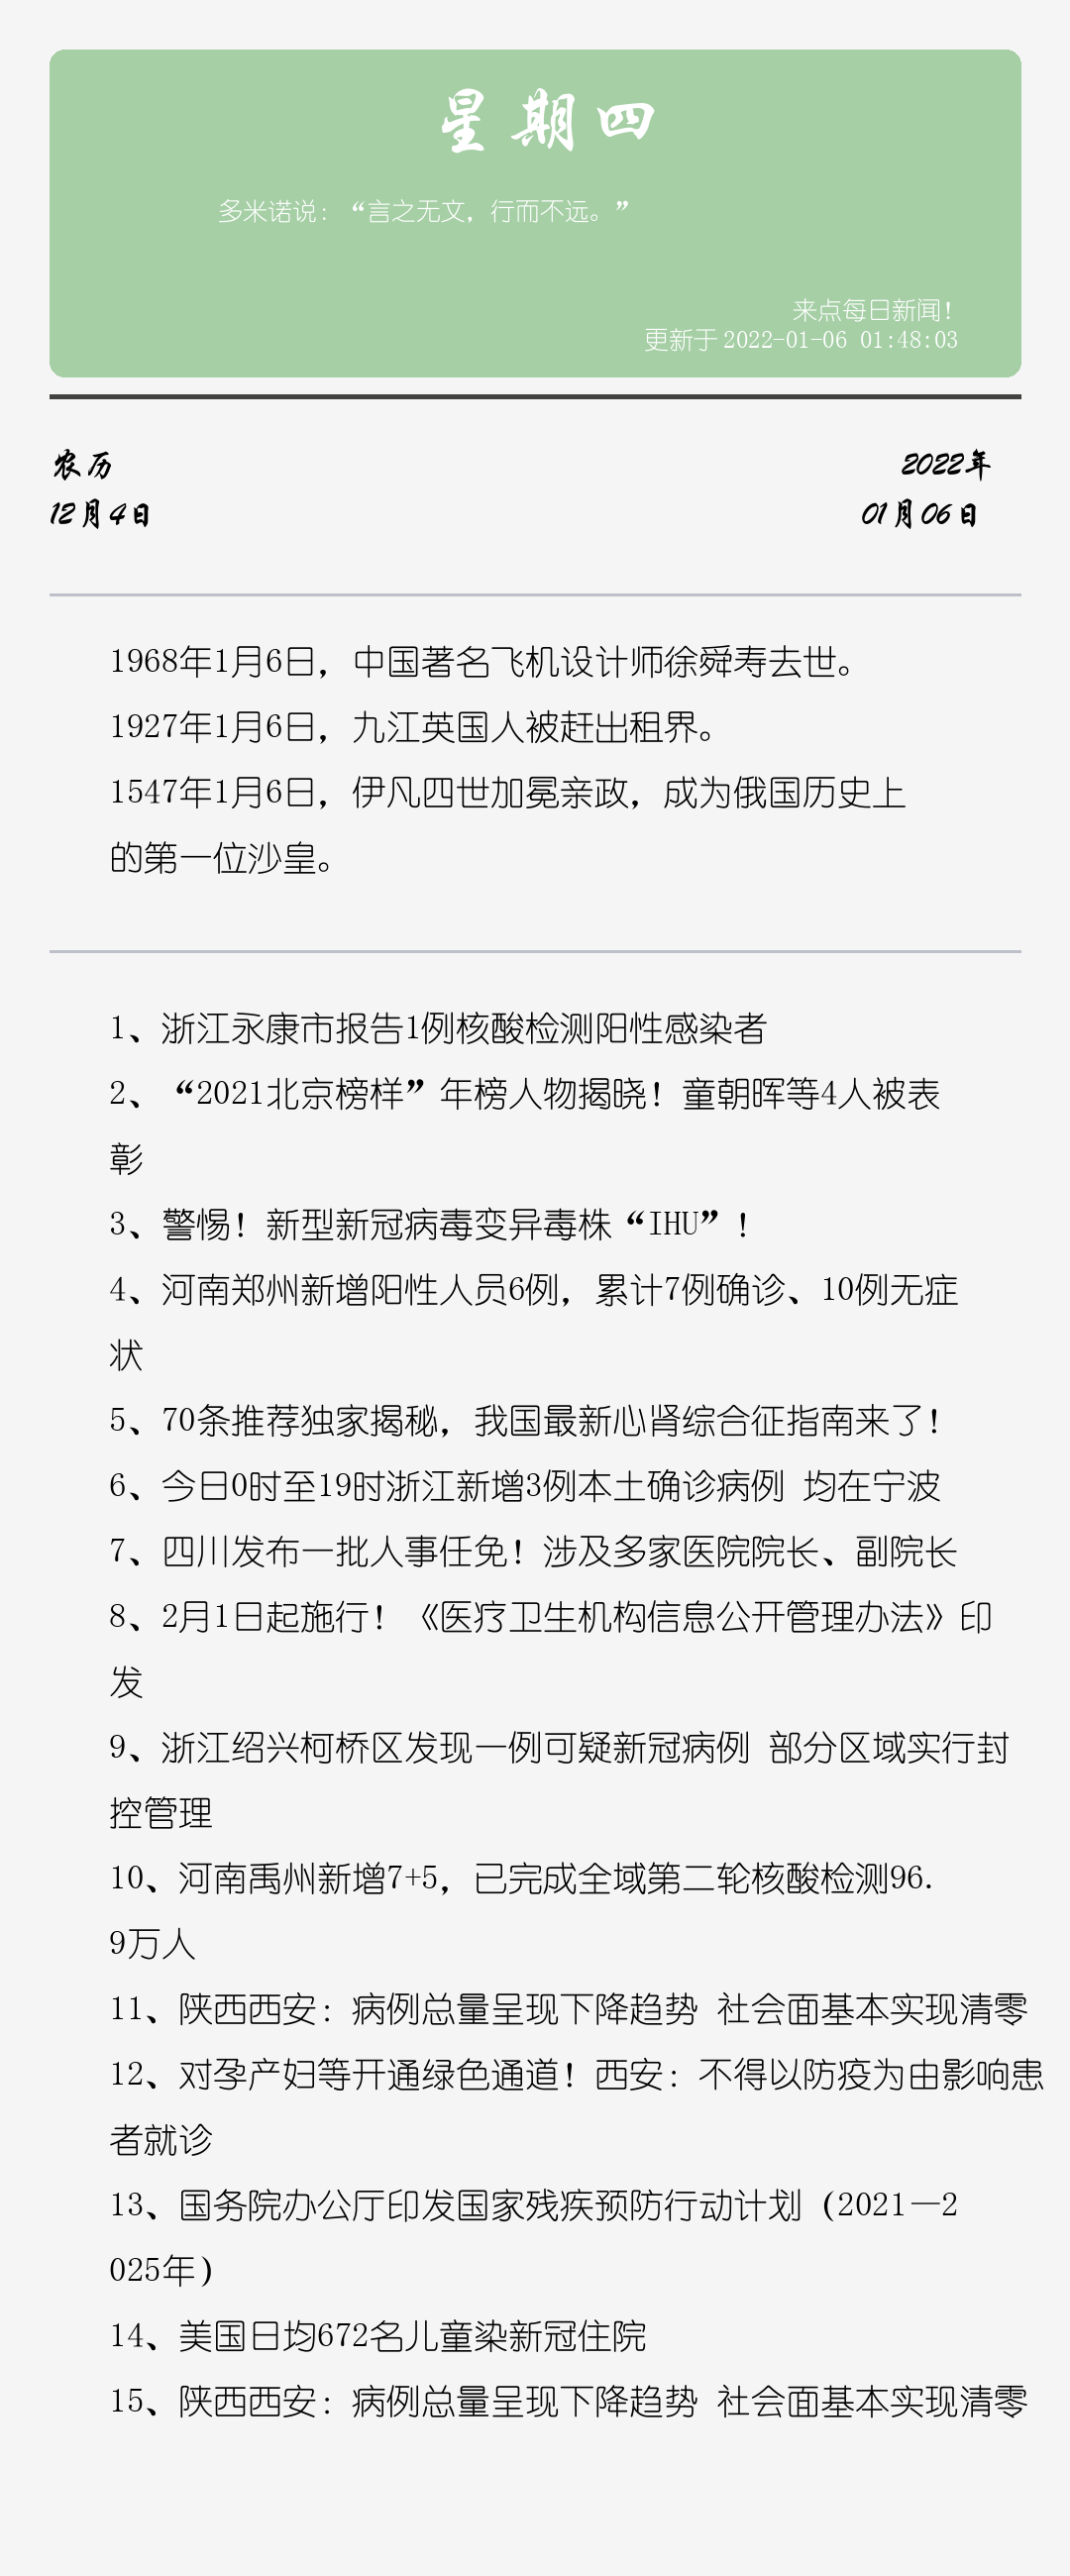 星期四
多米诺说：“言之无文，行而不远。”
来点每日新闻！
更新于 2022-01-06 01:48:03
农历
2022年
12月4日
01月06日
1968年1月6日，中国著名飞机设计师徐舜寿去世。
1927年1月6日，九江英国人被赶出租界。
1547年1月6日，伊凡四世加冕亲政，成为俄国历史上
的第一位沙皇。
1、浙江永康市报告1例核酸检测阳性感染者
2、“2021北京榜样”年榜人物揭晓！童朝晖等4人被表
彰
3、警惕！新型新冠病毒变异毒株“IHU”！
4、河南郑州新增阳性人员6例，累计7例确诊、10例无症
状
5、70条推荐独家揭秘，我国最新心肾综合征指南来了！
6、今日0时至19时浙江新增3例本土确诊病例 均在宁波
7、四川发布一批人事任免！涉及多家医院院长、副院长
8、2月1日起施行！《医疗卫生机构信息公开管理办法》印
发
9、浙江绍兴柯桥区发现一例可疑新冠病例 部分区域实行封
控管理
10、河南禹州新增7+5，已完成全域第二轮核酸检测96.
9万人
11、陕西西安：病例总量呈现下降趋势 社会面基本实现清零
12、对孕产妇等开通绿色通道！西安：不得以防疫为由影响患
者就诊
13、国务院办公厅印发国家残疾预防行动计划（2021—2
025年）
14、美国日均672名儿童染新冠住院
15、陕西西安：病例总量呈现下降趋势 社会面基本实现清零